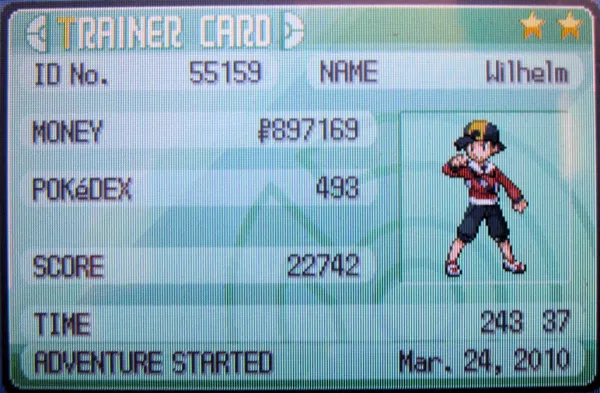 TRAINER CARD
ID No. 55159 NAME Wilhelm
MONEY ₽897169
POKéDEX 493
SCORE 22742
TIME 243 37
ADVENTURE STARTED Mar. 24, 2010